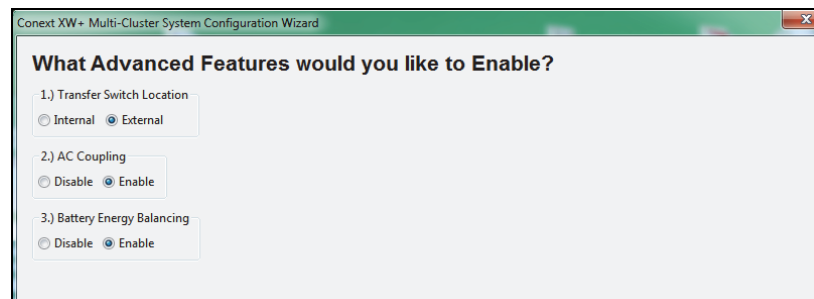 Conext XW+ Multi-Cluster System Configuration Wizard
What Advanced Features would you like to Enable?
1.) Transfer Switch Location
Internal External
2.) AC Coupling
Disable Enable
3.) Battery Energy Balancing
Disable Enable